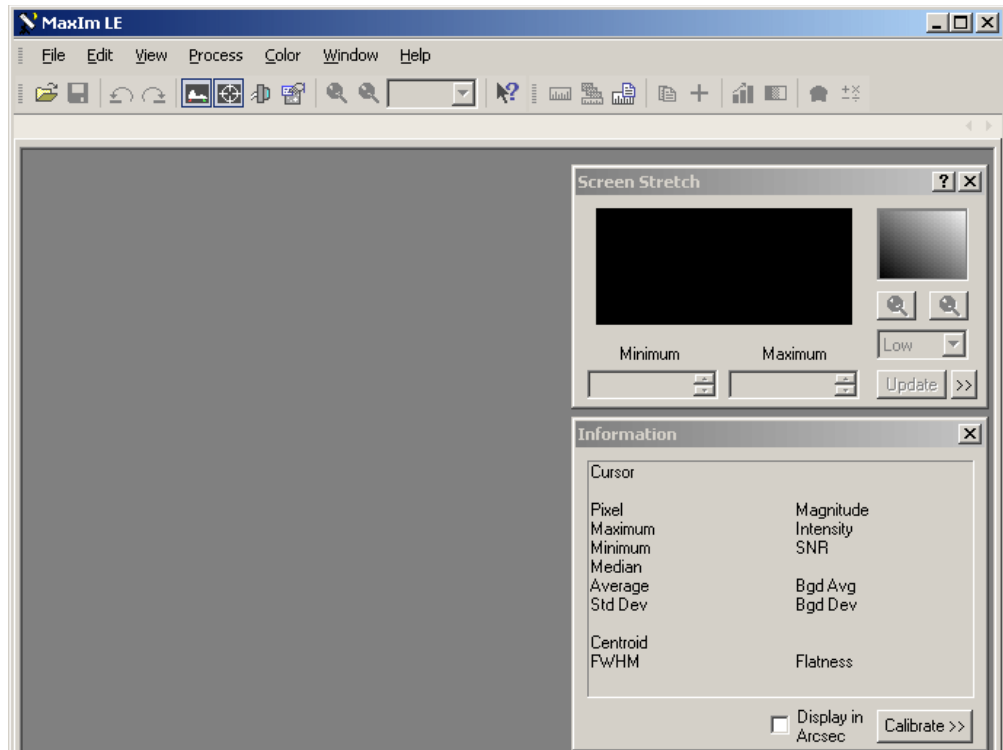 MaxIm LE
File Edit View Process Color Window Help
Screen Stretch
Minimum Maximum
Low
Update >>
Information
Cursor
Pixel Magnitude
Maximum Intensity
Minimum SNR
Median
Average Bgd Avg
Std Dev Bgd Dev
Centroid
FWHM Flatness
Display in
Arcsec
Calibrate >>